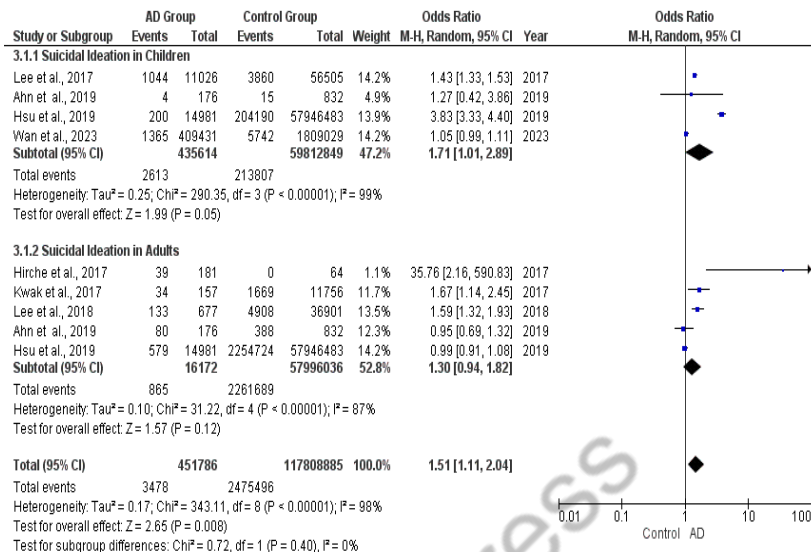 AD Group Control Group Odds Ratio Odds Ratio
Study or Subgroup Events Total Events Total Weight M-H, Random, 95% CI Year M-H, Random, 95% CI
3.1.1 Suicidal Ideation in Children
Lee et al., 2017 1044 11026 3860 56505 14.2% 1.43 [1.33, 1.53] 2017
Ahn et al., 2019 4 176 15 832 4.9% 1.27 [0.42, 3.86] 2019
Hsu et al., 2019 200 14981 204190 57946483 13.9% 3.83 [3.33, 4.40] 2019
Wan et al., 2023 1365 409431 5742 1809029 14.2% 1.05 [0.99, 1.11] 2023
Subtotal (95% CI) 435614 59812849 47.2% 1.71 [1.01, 2.89]
Total events 2613 213807
Heterogeneity: Tau² = 0.25; Chi² = 290.35, df = 3 (P < 0.00001); I² = 99%
Test for overall effect: Z = 1.99 (P = 0.05)
3.1.2 Suicidal Ideation in Adults
Hirche et al., 2017 39 181 0 64 1.1% 35.76 [2.16, 590.83] 2017
Kwak et al., 2017 34 157 1669 11756 11.7% 1.67 [1.14, 2.45] 2017
Lee et al., 2018 133 677 4908 36901 13.9% 1.59 [1.32, 1.93] 2018
Ahn et al., 2019 80 176 388 832 12.3% 0.95 [0.69, 1.32] 2019
Hsu et al., 2019 579 14981 2254724 57946483 14.2% 0.99 [0.91, 1.08] 2019
Subtotal (95% CI) 16172 57996036 52.8% 1.30 [0.94, 1.82]
Total events 865 2261689
Heterogeneity: Tau² = 0.10; Chi² = 31.22, df = 4 (P < 0.00001); I² = 87%
Test for overall effect: Z = 1.57 (P = 0.12)
Total (95% CI) 451786 117808885 100.0% 1.51 [1.11, 2.04]
Total events 3478 2475496
Heterogeneity: Tau² = 0.17; Chi² = 343.11, df = 8 (P < 0.00001); I² = 98%
Test for overall effect: Z = 2.65 (P = 0.008)
Test for subgroup differences: Chi² = 0.72, df = 1 (P = 0.40), I² = 0%
0.01 0.1 1 10 100
Control AD
ess